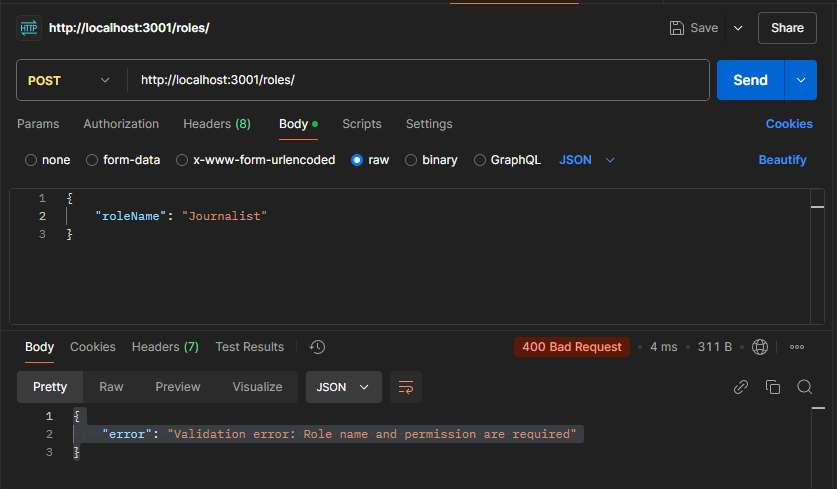 HTTP http://localhost:3001/roles/ Save Share
POST http://localhost:3001/roles/ Send
Params Authorization Headers (8) Body Scripts Settings Cookies
none form-data x-www-form-urlencoded raw binary GraphQL JSON Beautify
1 {
2 "roleName": "Journalist"
3 }
Body Cookies Headers (7) Test Results 400 Bad Request • 4 ms • 311 B •
Pretty Raw Preview Visualize JSON
1 {
2 "error": "Validation error: Role name and permission are required"
3 }